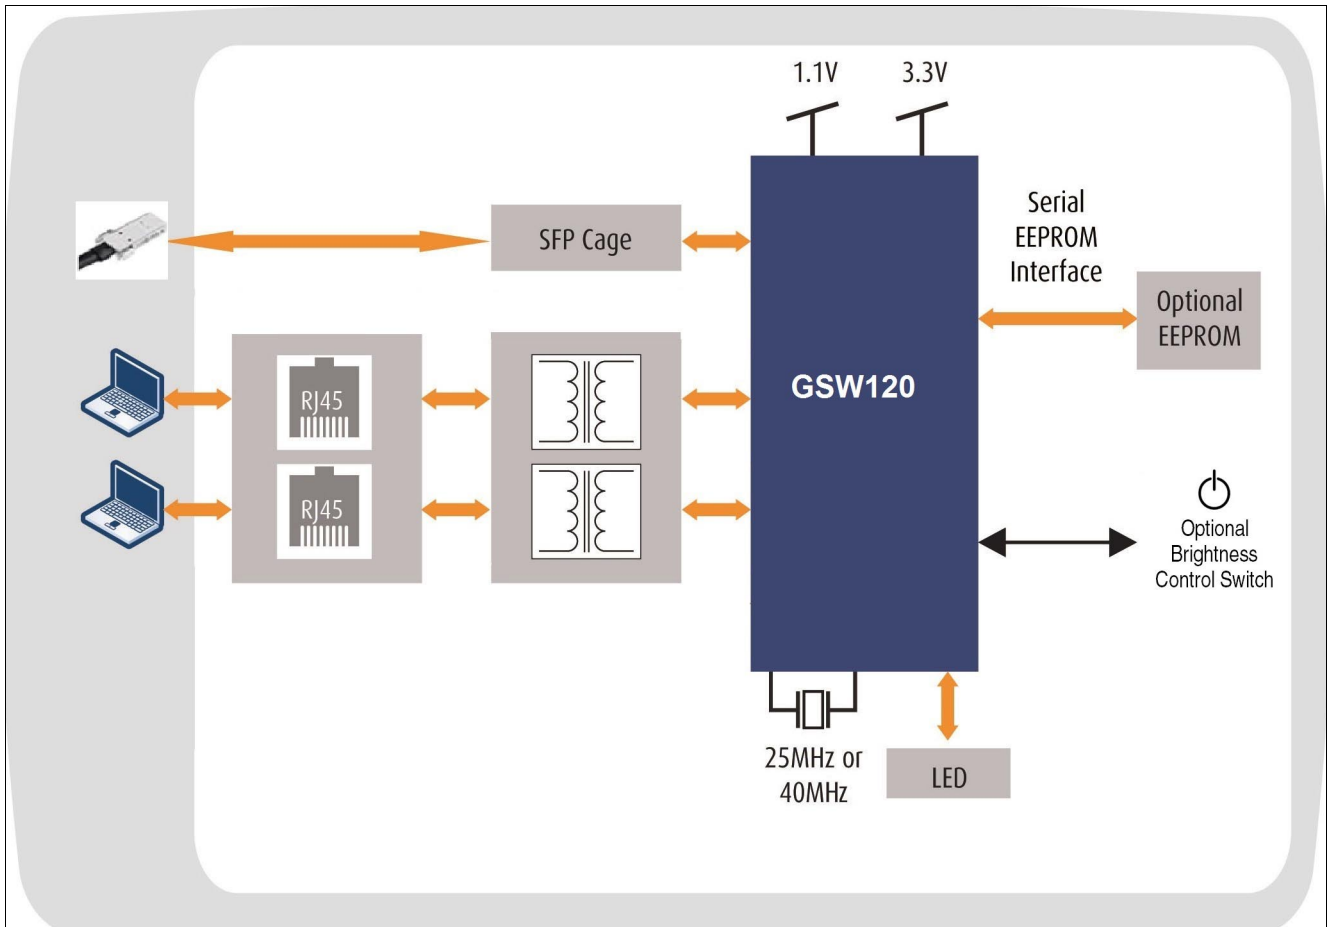 1.1V
3.3V
SFP Cage
Serial
EEPROM
Interface
Optional
EEPROM
RJ45
GSW120
RJ45
Optional
Brightness
Control Switch
25MHz or
40MHz
LED